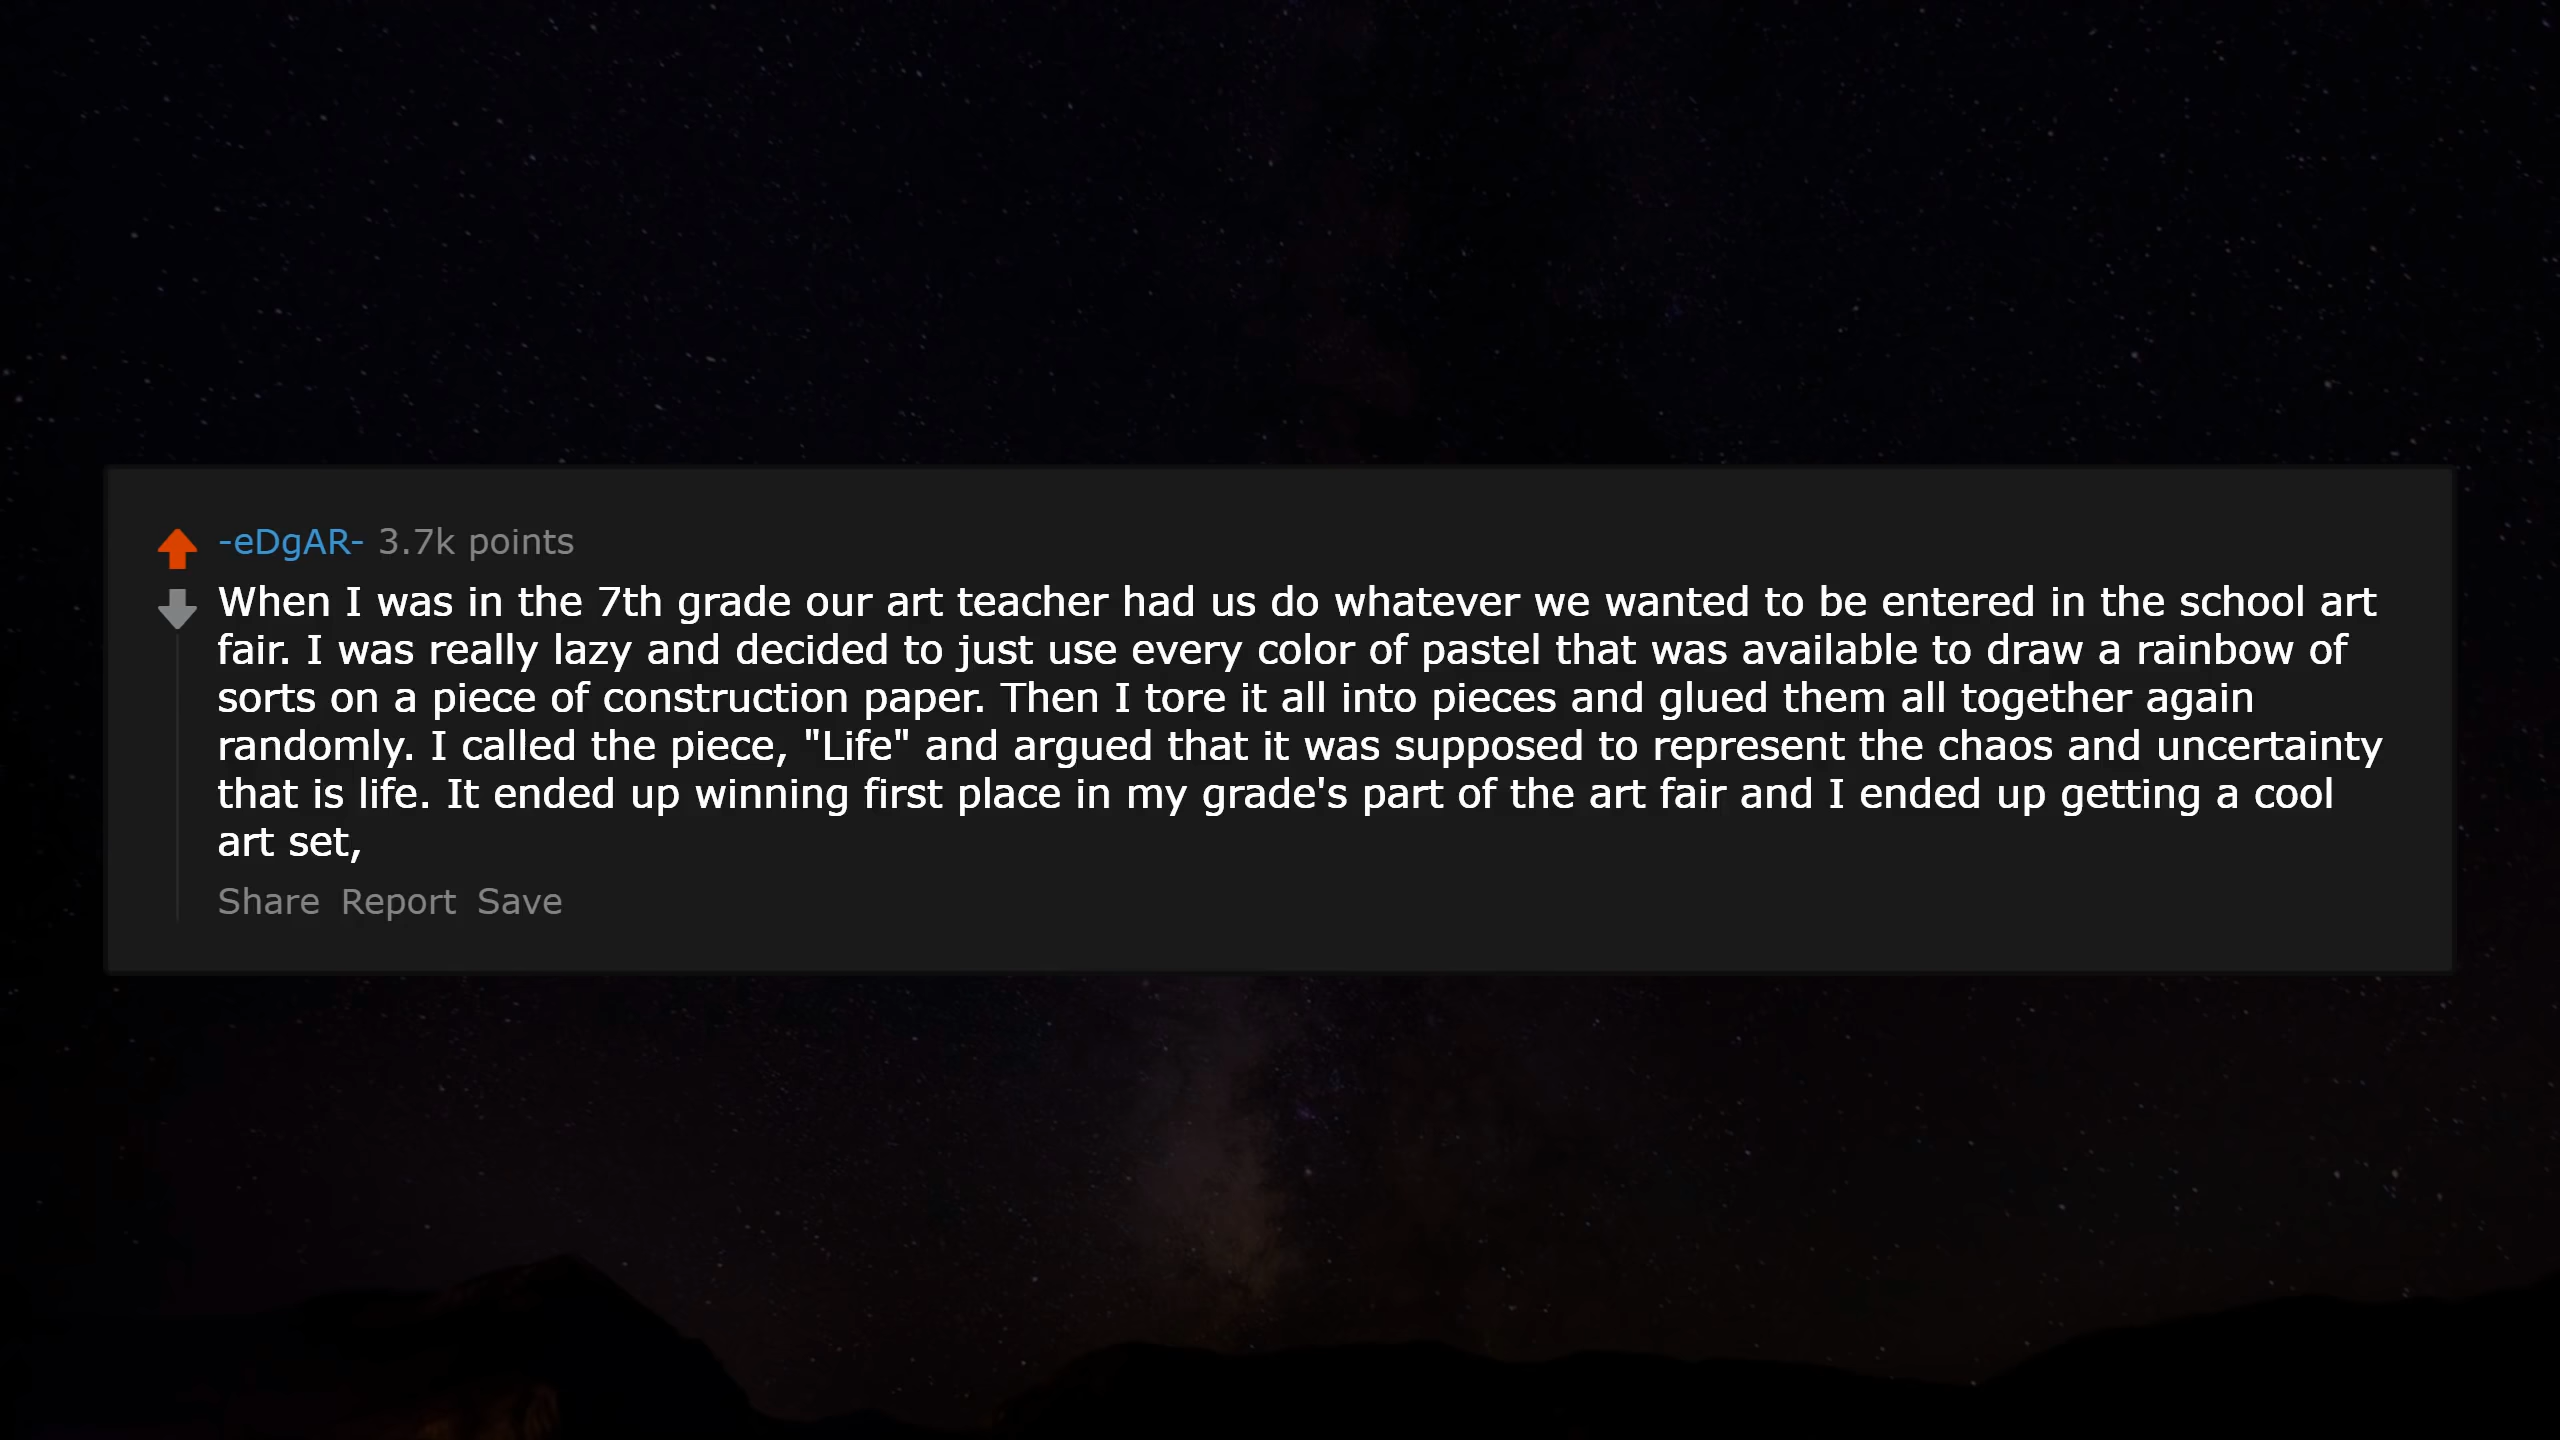 -eDgAR- 3.7k points
When I was in the 7th grade our art teacher had us do whatever we wanted to be entered in the school art
fair. I was really lazy and decided to just use every color of pastel that was available to draw a rainbow of
sorts on a piece of construction paper. Then I tore it all into pieces and glued them all together again
randomly. I called the piece, "Life" and argued that it was supposed to represent the chaos and uncertainty
that is life. It ended up winning first place in my grade's part of the art fair and I ended up getting a cool
art set,
Share Report Save